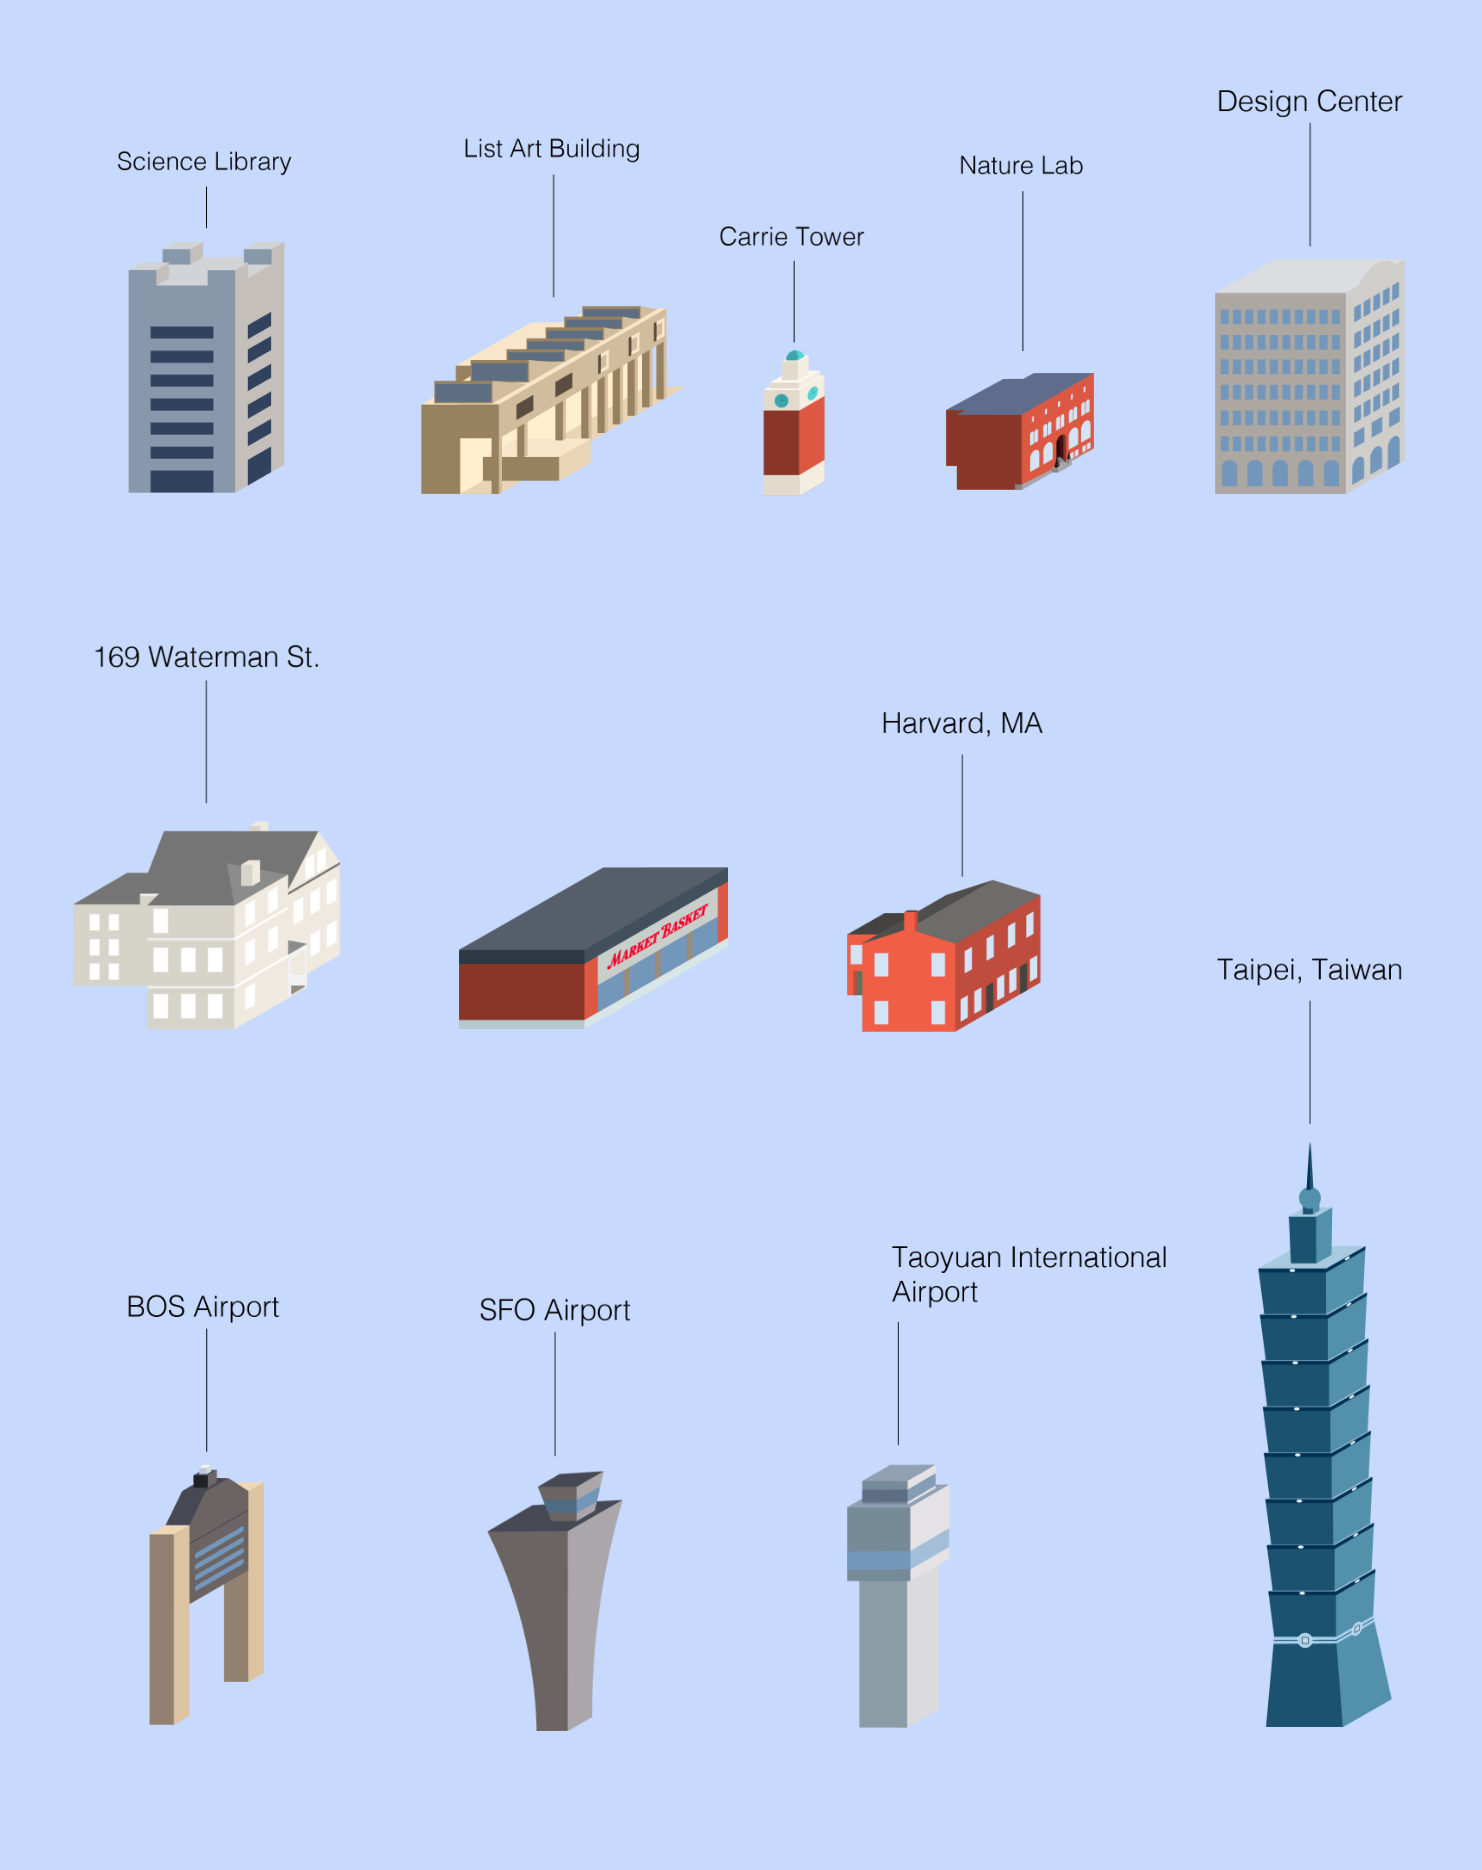 Design Center
List Art Building
Science Library
Nature Lab
Carrie Tower
169 Waterman St.
Harvard, MA
MARKET BASKET
Taipei, Taiwan
Taoyuan International
Airport
BOS Airport
SFO Airport